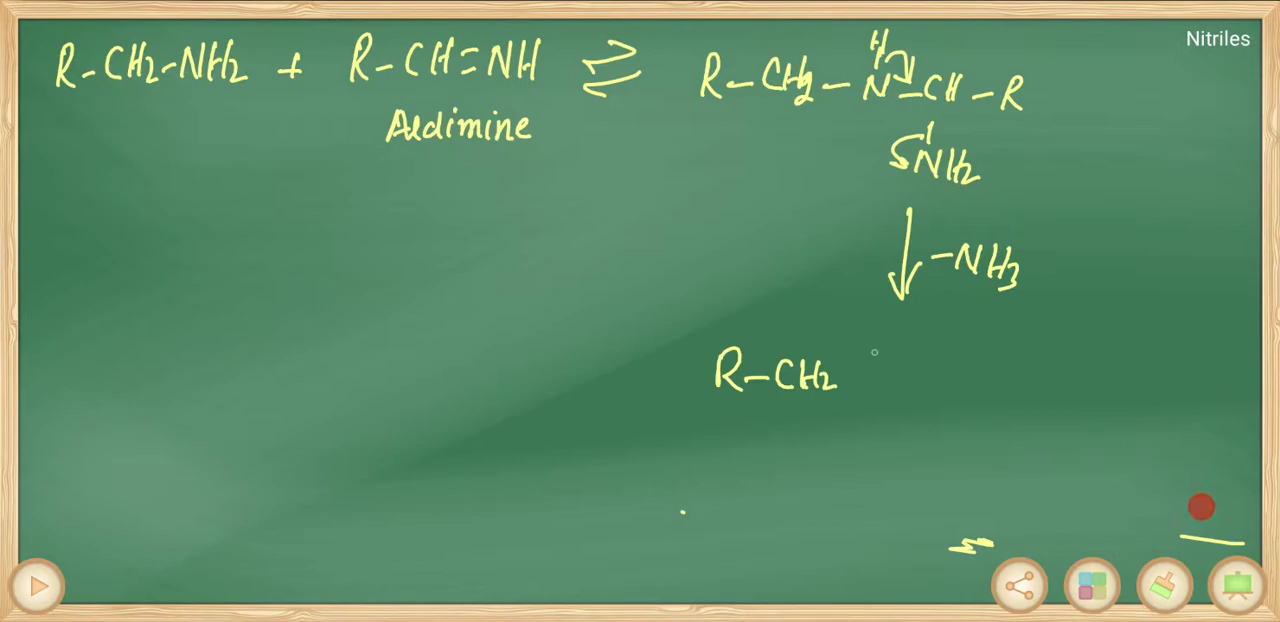 Nitriles
R-CH2-NH2 + R-CH=NH ⇌ R-CH2-N-CH-R
H
Aldimine
NH2
-NH3
R-CH2